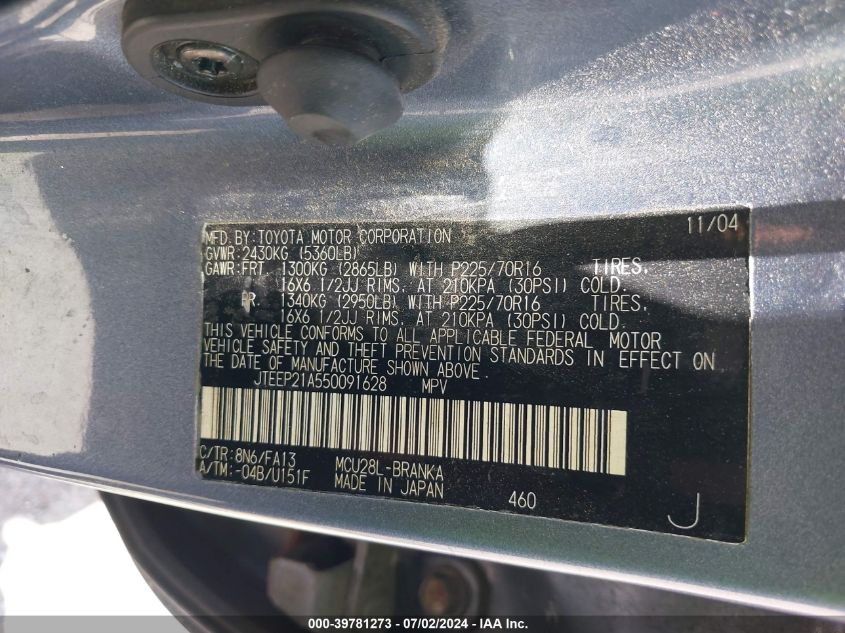 11/04
MFD. BY: TOYOTA MOTOR CORPORATION
GVWR: 2430KG (5360LB)
GAWR: FRT. 1300KG (2865LB) WITH P225/70R16 TIRES.
16X6 1/2JJ RIMS. AT 210KPA (30PSI) COLD.
RR. 1340KG (2950LB) WITH P225/70R16 TIRES.
16X6 1/2JJ RIMS. AT 210KPA (30PSI) COLD.
THIS VEHICLE CONFORMS TO ALL APPLICABLE FEDERAL MOTOR
VEHICLE SAFETY AND THEFT PREVENTION STANDARDS IN EFFECT ON
THE DATE OF MANUFACTURE SHOWN ABOVE.
JTEEP21A550091628 MPV
C/TR: 8N6/FA13 MCU28L-BRANKA
A/TM: -04B/U151F MADE IN JAPAN
460
J
000-39781273 - 07/02/2024 - IAA Inc.